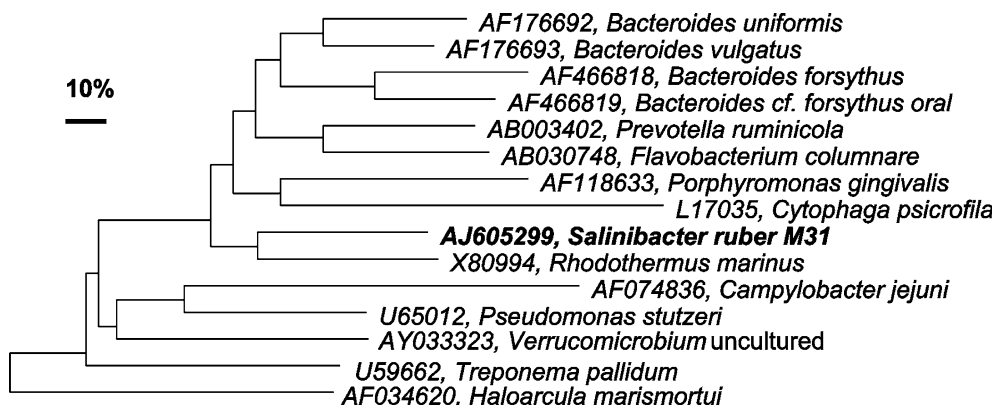 AF176692, Bacteroides uniformis
AF176693, Bacteroides vulgatus
AF466818, Bacteroides forsythus
10%
AF466819, Bacteroides cf. forsythus oral
AB003402, Prevotella ruminicola
AB030748, Flavobacterium columnare
AF118633, Porphyromonas gingivalis
L17035, Cytophaga psicrofila
AJ605299, Salinibacter ruber M31
X80994, Rhodothermus marinus
AF074836, Campylobacter jejuni
U65012, Pseudomonas stutzeri
AY033323, Verrucomicrobium uncultured
U59662, Treponema pallidum
AF034620, Haloarcula marismortui